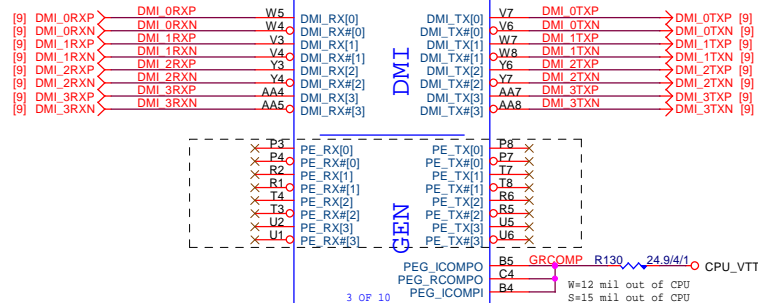 [9] DMI_0RXP DMI_0RXP W5 DMI_RX[0] DMI_TX[0] V7 DMI_0TXP DMI_0TXP [9]
[9] DMI_0RXN DMI_0RXN W4 DMI_RX#[0] DMI_TX#[0] V6 DMI_0TXN DMI_0TXN [9]
[9] DMI_1RXP DMI_1RXP V3 DMI_RX[1] DMI_TX[1] W7 DMI_1TXP DMI_1TXP [9]
[9] DMI_1RXN DMI_1RXN V4 DMI_RX#[1] DMI_TX#[1] W8 DMI_1TXN DMI_1TXN [9]
[9] DMI_2RXP DMI_2RXP Y3 DMI_RX[2] DMI_TX[2] Y6 DMI_2TXP DMI_2TXP [9]
[9] DMI_2RXN DMI_2RXN Y4 DMI_RX#[2] DMI_TX#[2] Y7 DMI_2TXN DMI_2TXN [9]
[9] DMI_3RXP DMI_3RXP AA4 DMI_RX[3] DMI_TX[3] AA7 DMI_3TXP DMI_3TXP [9]
[9] DMI_3RXN DMI_3RXN AA5 DMI_RX#[3] DMI_TX#[3] AA8 DMI_3TXN DMI_3TXN [9]
DMI
P3 PE_RX[0] PE_TX[0] P8
P4 PE_RX#[0] PE_TX#[0] P7
R2 PE_RX[1] PE_TX[1] T7
R1 PE_RX#[1] PE_TX#[1] T8
T4 PE_RX[2] PE_TX[2] R6
T3 PE_RX#[2] PE_TX#[2] R5
U2 PE_RX[3] PE_TX[3] U5
U1 PE_RX#[3] PE_TX#[3] U6
GEN
PEG_ICOMPO B5 GRCOMP R130 24.9/4/1 CPU_VTT
PEG_RCOMPO C4
PEG_ICOMPI B4
W=12 mil out of CPU
S=15 mil out of CPU
3 OF 10